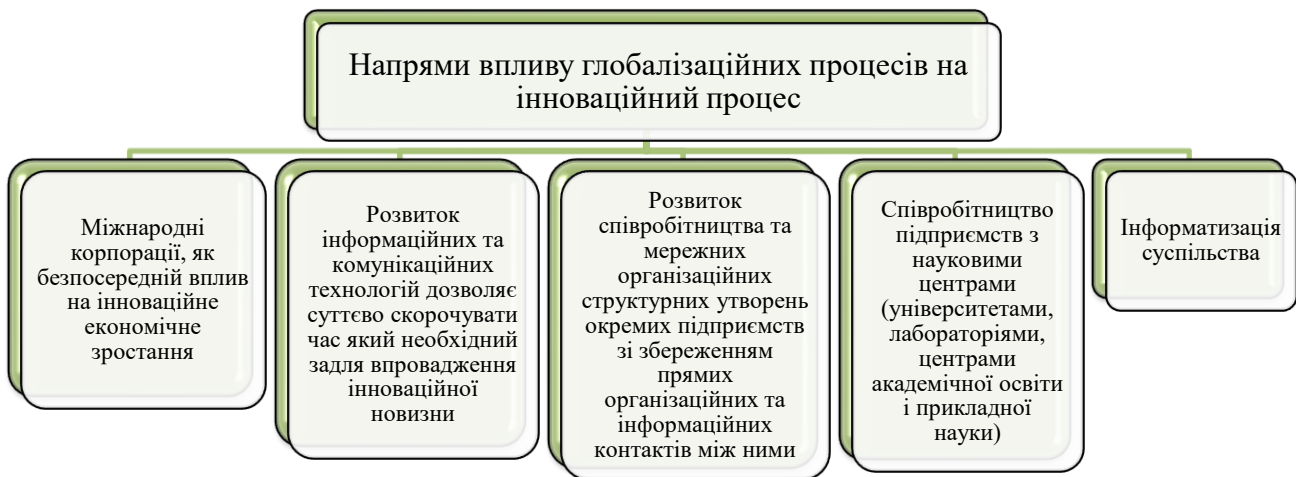 Напрями впливу глобалізаційних процесів на
інноваційний процес
Міжнародні
корпорації, як
безпосередній вплив
на інноваційне
економічне
зростання
Розвиток
інформаційних та
комунікаційних
технологій дозволяє
суттєво скорочувати
час який необхідний
задля впровадження
інноваційної
новизни
Розвиток
співробітництва та
мережних
організаційних
структурних утворень
окремих підприємств
зі збереженням
прямих
організаційних та
інформаційних
контактів між ними
Співробітництво
підприємств з
науковими
центрами
(університетами,
лабораторіями,
центрами
академічної освіти
і прикладної
науки)
Інформатизація
суспільства